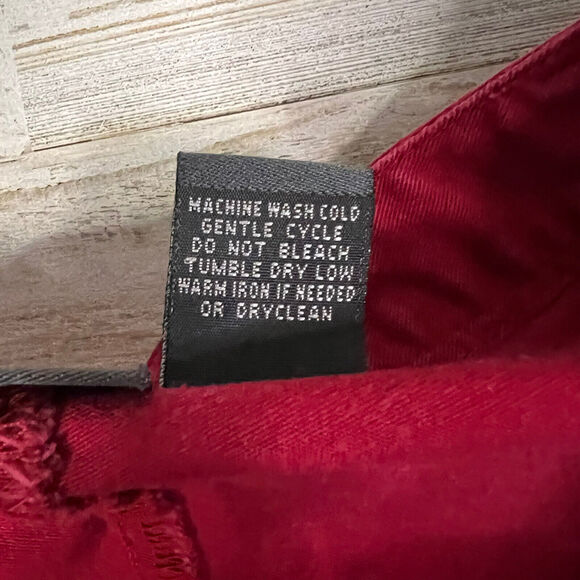 MACHINE WASH COLD
GENTLE CYCLE
DO NOT BLEACH
TUMBLE DRY LOW
WARM IRON IF NEEDED
OR DRYCLEAN